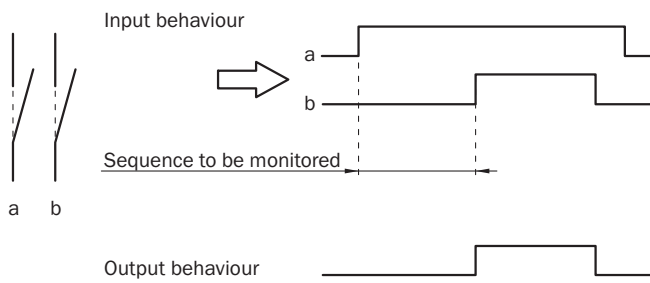 Input behaviour
a
b
Sequence to be monitored
a b
Output behaviour